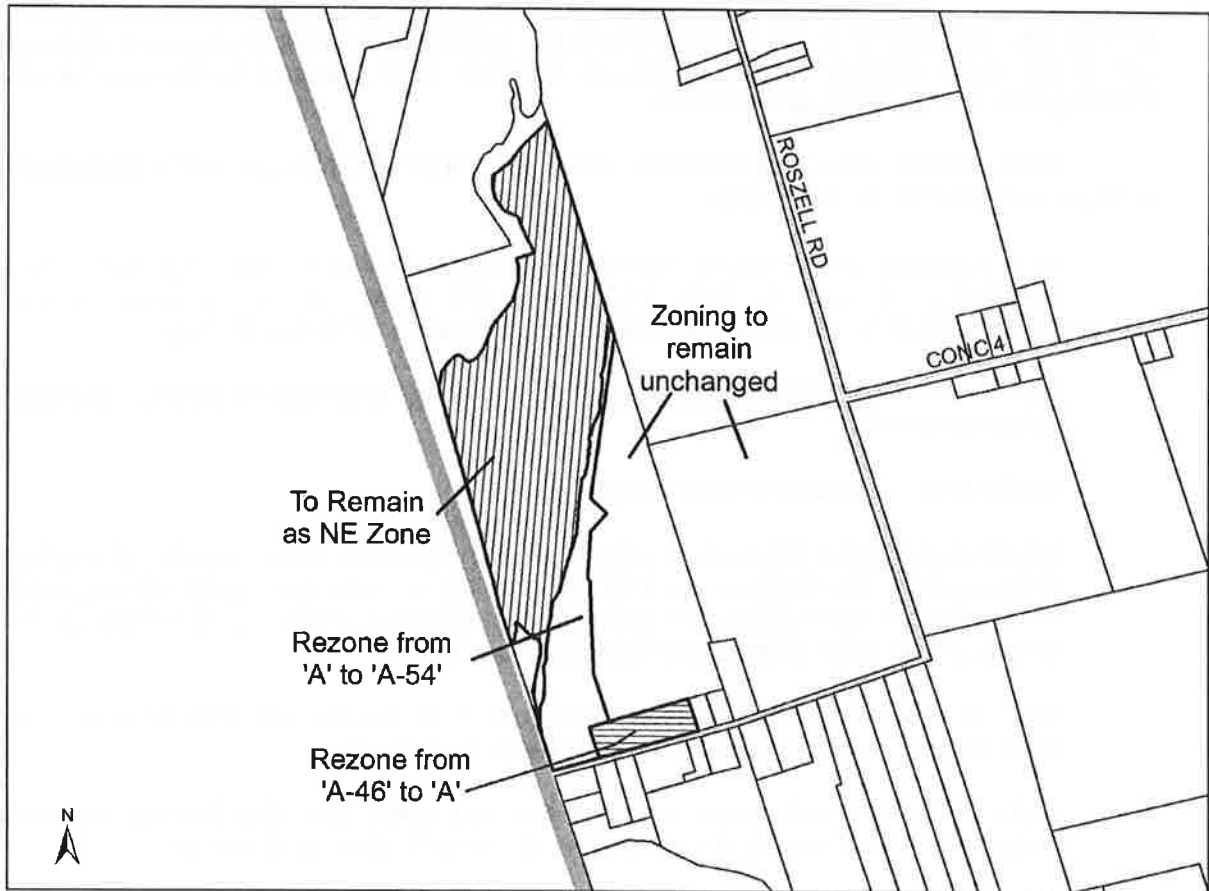 ROSZELL RD
CONC 4
Zoning to
remain
unchanged
To Remain
as NE Zone
Rezone from
'A' to 'A-54'
Rezone from
'A-46' to 'A'
N